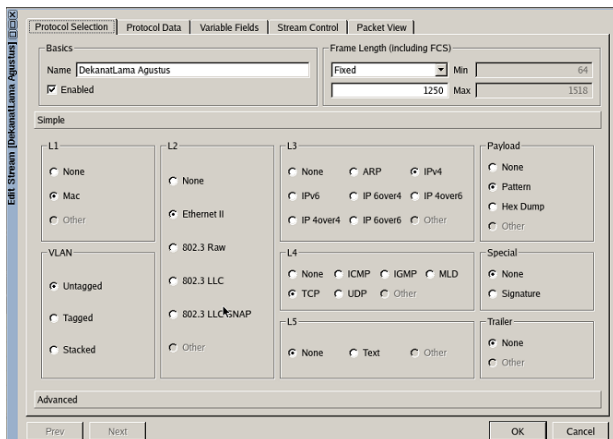 Edit Stream [DekanatLama Agustus]
Protocol Selection Protocol Data Variable Fields Stream Control Packet View
Basics
Name DekanatLama Agustus
Enabled
Frame Length (including FCS)
Fixed Min 64
1250 Max 1518
Simple
L1
None
Mac
Other
VLAN
Untagged
Tagged
Stacked
L2
None
Ethernet II
802.3 Raw
802.3 LLC
802.3 LLC SNAP
Other
L3
None ARP IPv4
IPv6 IP 6over4 IP 4over6
IP 4over4 IP 6over6 Other
L4
None ICMP IGMP MLD
TCP UDP Other
L5
None Text Other
Payload
None
Pattern
Hex Dump
Other
Special
None
Signature
Trailer
None
Other
Advanced
Prev Next OK Cancel